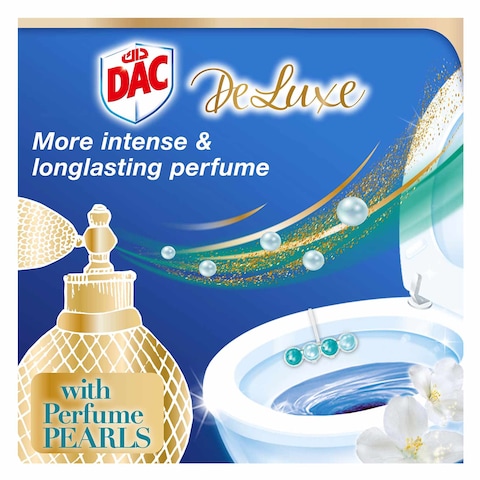 داك
DAC
DeLuxe
More intense &
longlasting perfume
with
Perfume
PEARLS